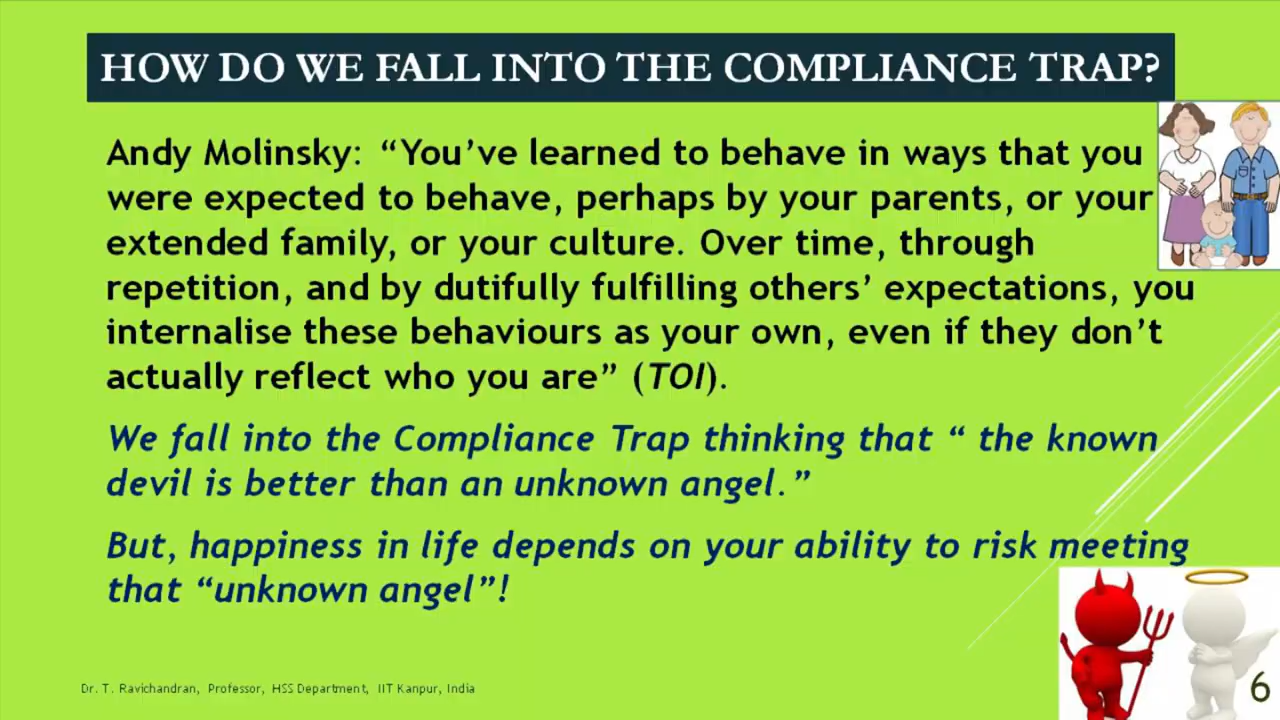 HOW DO WE FALL INTO THE COMPLIANCE TRAP?
Andy Molinsky: “You’ve learned to behave in ways that you
were expected to behave, perhaps by your parents, or your
extended family, or your culture. Over time, through
repetition, and by dutifully fulfilling others’ expectations, you
internalise these behaviours as your own, even if they don’t
actually reflect who you are” (TOI).
We fall into the Compliance Trap thinking that “ the known
devil is better than an unknown angel.”
But, happiness in life depends on your ability to risk meeting
that “unknown angel”!
Dr. T. Ravichandran, Professor, HSS Department, IIT Kanpur, India
6